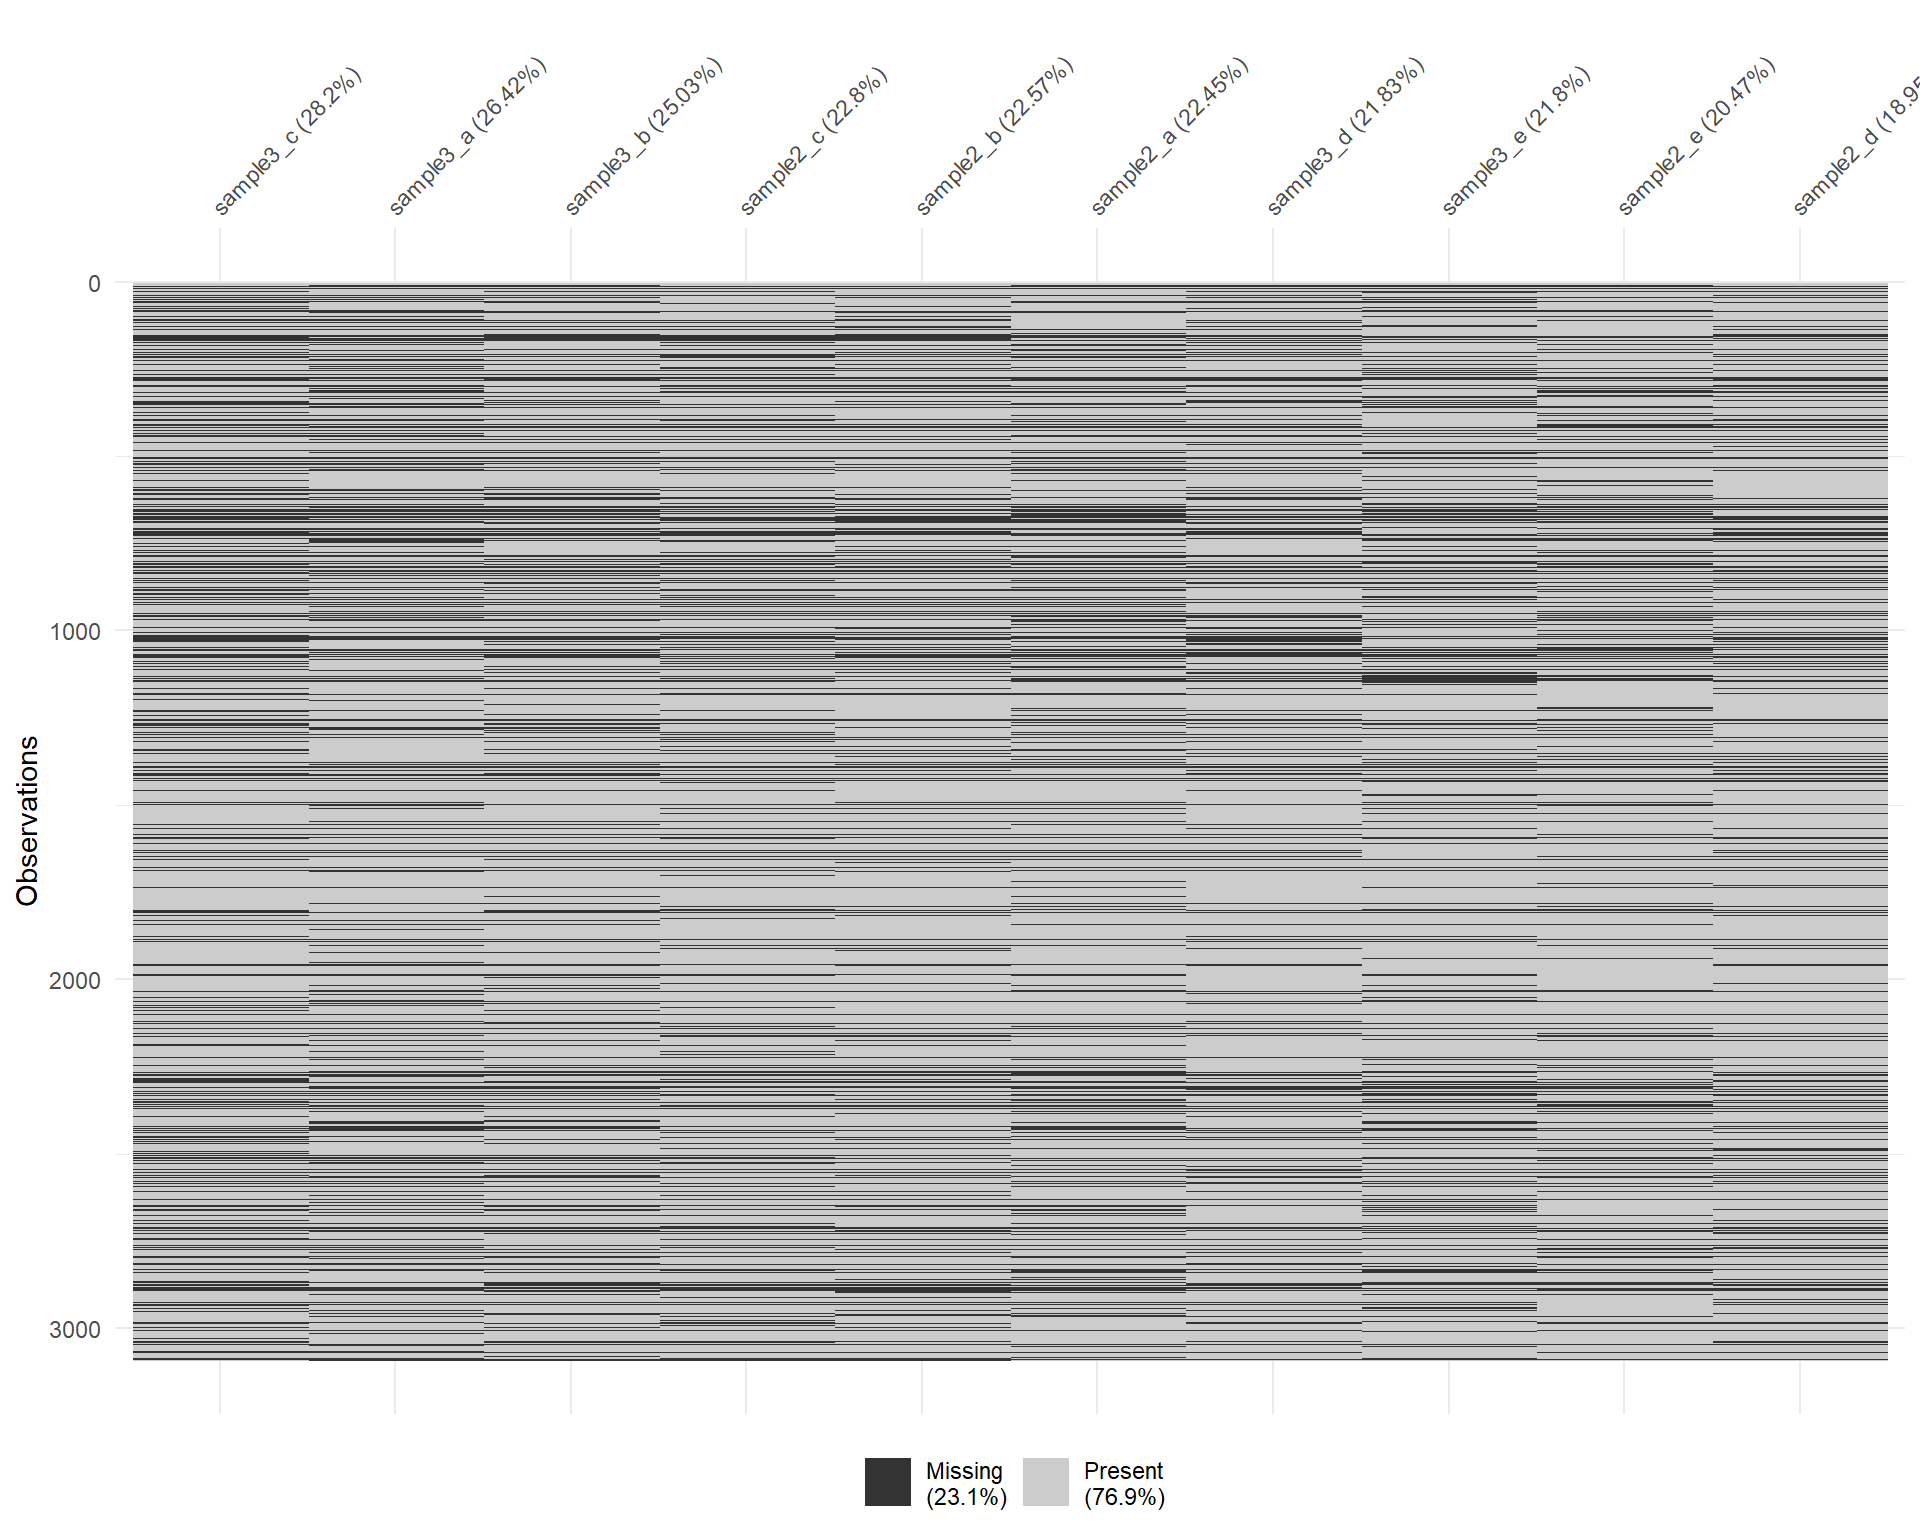 sample3_c (28.2%)
sample3_a (26.42%)
sample3_b (25.03%)
sample2_c (22.8%)
sample2_b (22.57%)
sample2_a (22.45%)
sample3_d (21.83%)
sample3_e (21.8%)
sample2_e (20.47%)
sample2_d (18.95
0
1000
2000
3000
Observations
Missing
(23.1%)
Present
(76.9%)